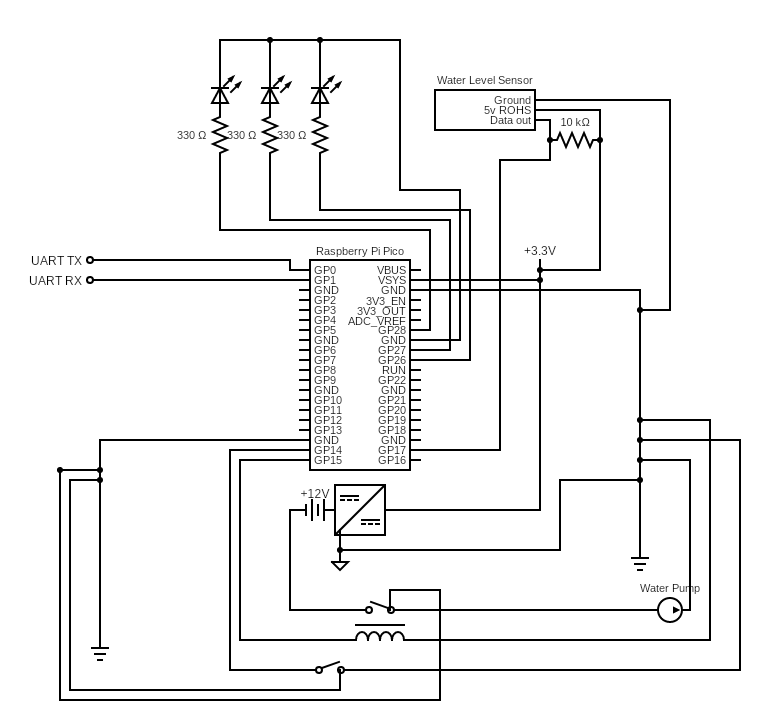 Water Level Sensor
Ground
5v ROHS
Data out
10 kΩ
330 Ω 330 Ω 330 Ω
Raspberry Pi Pico
+3.3V
UART TX
UART RX
GP0 VBUS
GP1 VSYS
GND GND
GP2 3V3_EN
GP3 3V3_OUT
GP4 ADC_VREF
GP5 GP28
GND GND
GP6 GP27
GP7 GP26
GP8 RUN
GP9 GP22
GND GND
GP10 GP21
GP11 GP20
GP12 GP19
GP13 GP18
GND GND
GP14 GP17
GP15 GP16
+12V
Water Pump